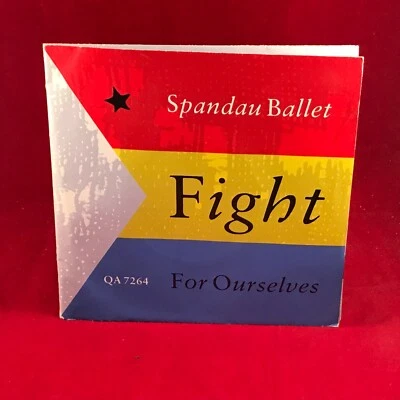 Spandau Ballet
Fight
QA 7264 For Ourselves